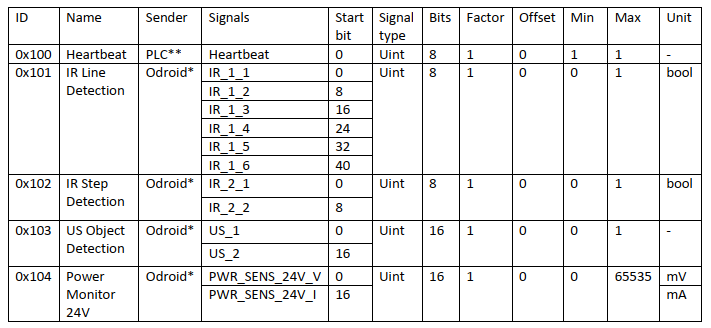 ID Name Sender Signals Start bit Signal type Bits Factor Offset Min Max Unit
0x100 Heartbeat PLC** Heartbeat 0 Uint 8 1 0 1 1 -
0x101 IR Line Detection Odroid* IR_1_1 0 Uint 8 1 0 0 1 bool
IR_1_2 8
IR_1_3 16
IR_1_4 24
IR_1_5 32
IR_1_6 40
0x102 IR Step Detection Odroid* IR_2_1 0 Uint 8 1 0 0 1 bool
IR_2_2 8
0x103 US Object Detection Odroid* US_1 0 Uint 16 1 0 0 1 -
US_2 16
0x104 Power Monitor 24V Odroid* PWR_SENS_24V_V 0 Uint 16 1 0 0 65535 mV
PWR_SENS_24V_I 16 mA